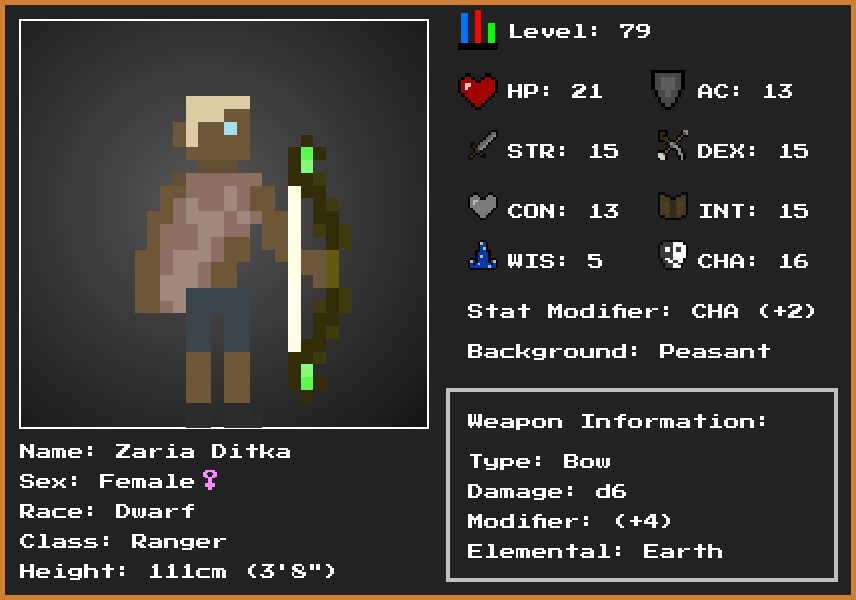 Level: 79
HP: 21
AC: 13
STR: 15
DEX: 15
CON: 13
INT: 15
WIS: 5
CHA: 16
Stat Modifier: CHA (+2)
Background: Peasant
Name: Zaria Ditka
Sex: Female♀
Race: Dwarf
Class: Ranger
Height: 111cm (3'8")
Weapon Information:
Type: Bow
Damage: d6
Modifier: (+4)
Elemental: Earth